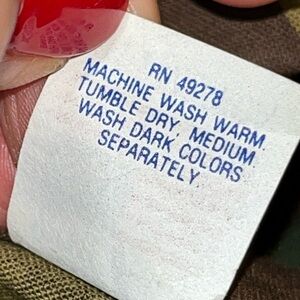 RN 49278
MACHINE WASH WARM.
TUMBLE DRY, MEDIUM
WASH DARK COLORS
SEPARATELY